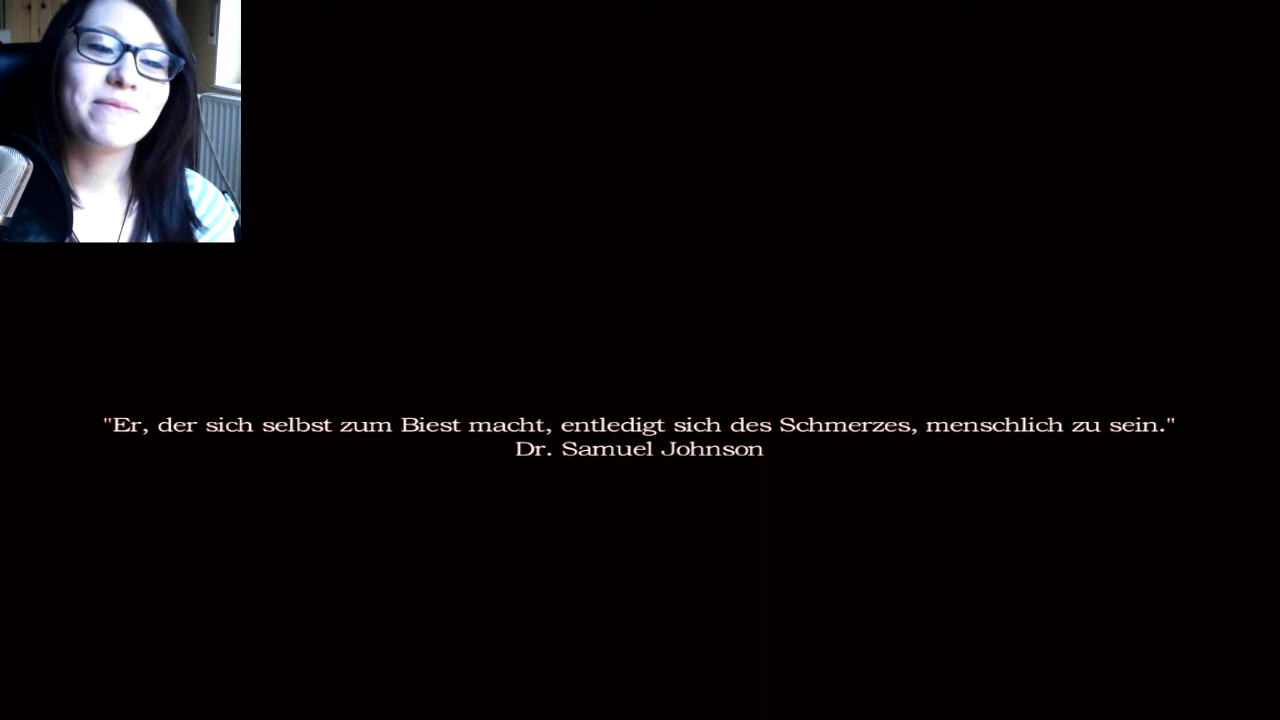 "Er, der sich selbst zum Biest macht, entledigt sich des Schmerzes, menschlich zu sein."
Dr. Samuel Johnson